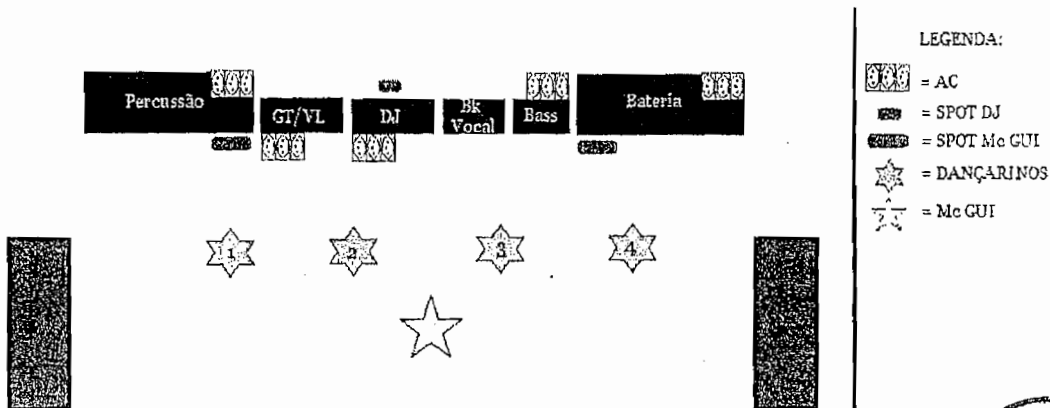 LEGENDA:
= AC
= SPOT DJ
= SPOT Mc GUI
= DANÇARINOS
= Mc GUI
Percussão
GT/VL
DJ
Bk
Vocal
Bass
Bateria
1
2
3
4